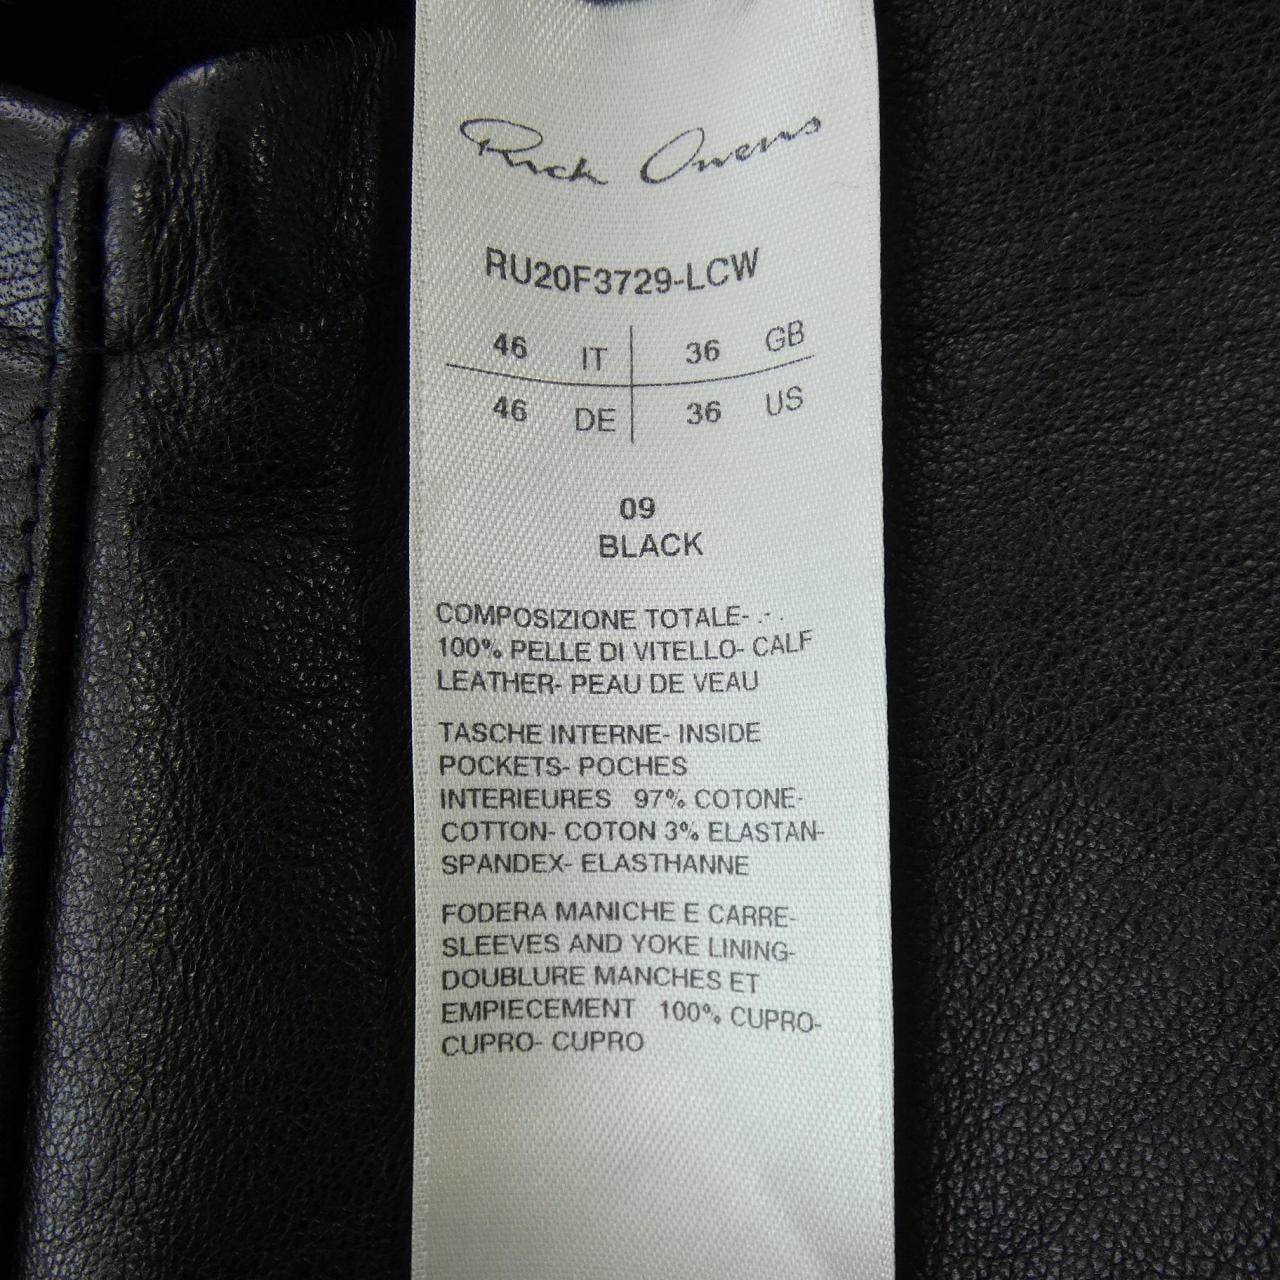 Rick Owens
RU20F3729-LCW
46 IT 36 GB
46 DE 36 US
09
BLACK
COMPOSIZIONE TOTALE- .-.
100% PELLE DI VITELLO- CALF
LEATHER- PEAU DE VEAU
TASCHE INTERNE- INSIDE
POCKETS- POCHES
INTERIEURES 97% COTONE-
COTTON- COTON 3% ELASTAN-
SPANDEX- ELASTHANNE
FODERA MANICHE E CARRE-
SLEEVES AND YOKE LINING-
DOUBLURE MANCHES ET
EMPIECEMENT 100% CUPRO-
CUPRO- CUPRO